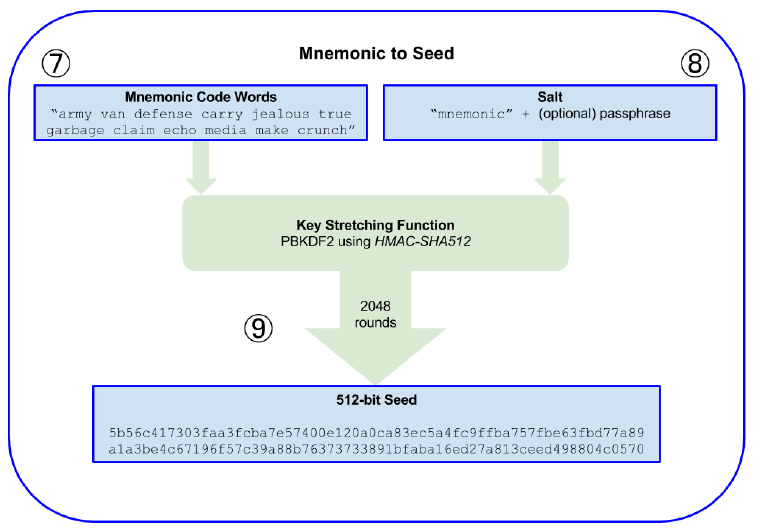 Mnemonic to Seed
⑦
⑧
Mnemonic Code Words
"army van defense carry jealous true
garbage claim echo media make crunch"
Salt
"mnemonic" + (optional) passphrase
Key Stretching Function
PBKDF2 using HMAC-SHA512
2048
rounds
⑨
512-bit Seed
5b56c417303faa3fcba7e57400e120a0ca83ec5a4fc9ffba757fbe63fbd77a89
a1a3be4c67196f57c39a88b76373733891bfaba16ed27a813ceed498804c0570